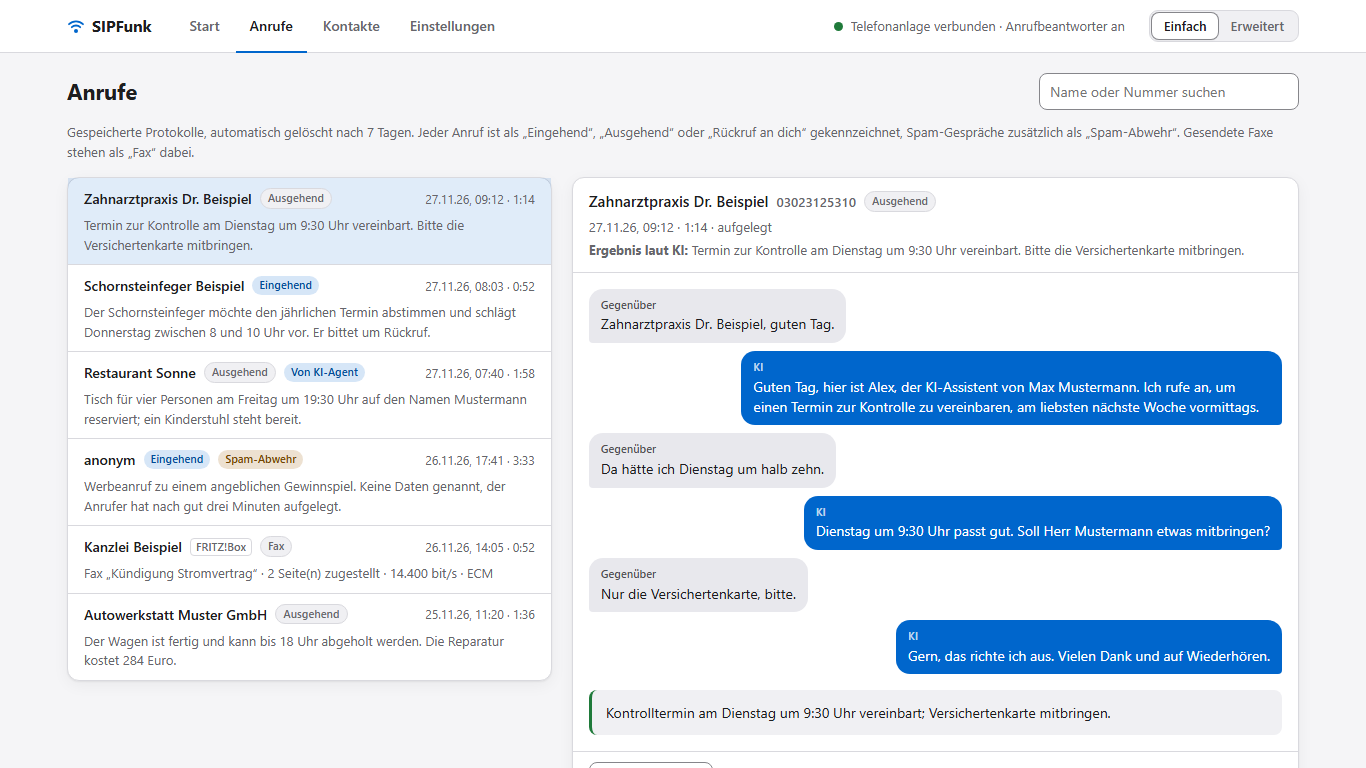 SIPFunk
Start
Anrufe
Kontakte
Einstellungen
Telefonanlage verbunden · Anrufbeantworter an
Einfach
Erweitert
Anrufe
Name oder Nummer suchen
Gespeicherte Protokolle, automatisch gelöscht nach 7 Tagen. Jeder Anruf ist als „Eingehend“, „Ausgehend“ oder „Rückruf an dich“ gekennzeichnet, Spam-Gespräche zusätzlich als „Spam-Abwehr“. Gesendete Faxe
stehen als „Fax“ dabei.
Zahnarztpraxis Dr. Beispiel Ausgehend 27.11.26, 09:12 · 1:14
Termin zur Kontrolle am Dienstag um 9:30 Uhr vereinbart. Bitte die
Versichertenkarte mitbringen.
Schornsteinfeger Beispiel Eingehend 27.11.26, 08:03 · 0:52
Der Schornsteinfeger möchte den jährlichen Termin abstimmen und schlägt
Donnerstag zwischen 8 und 10 Uhr vor. Er bittet um Rückruf.
Restaurant Sonne Ausgehend Von KI-Agent 27.11.26, 07:40 · 1:58
Tisch für vier Personen am Freitag um 19:30 Uhr auf den Namen Mustermann
reserviert; ein Kinderstuhl steht bereit.
anonym Eingehend Spam-Abwehr 26.11.26, 17:41 · 3:33
Werbeanruf zu einem angeblichen Gewinnspiel. Keine Daten genannt, der
Anrufer hat nach gut drei Minuten aufgelegt.
Kanzlei Beispiel FRITZ!Box Fax 26.11.26, 14:05 · 0:52
Fax „Kündigung Stromvertrag“ · 2 Seite(n) zugestellt · 14.400 bit/s · ECM
Autowerkstatt Muster GmbH Ausgehend 25.11.26, 11:20 · 1:36
Der Wagen ist fertig und kann bis 18 Uhr abgeholt werden. Die Reparatur
kostet 284 Euro.
Zahnarztpraxis Dr. Beispiel 03023125310 Ausgehend
27.11.26, 09:12 · 1:14 · aufgelegt
Ergebnis laut KI: Termin zur Kontrolle am Dienstag um 9:30 Uhr vereinbart. Bitte die Versichertenkarte mitbringen.
Gegenüber
Zahnarztpraxis Dr. Beispiel, guten Tag.
KI
Guten Tag, hier ist Alex, der KI-Assistent von Max Mustermann. Ich rufe an, um
einen Termin zur Kontrolle zu vereinbaren, am liebsten nächste Woche vormittags.
Gegenüber
Da hätte ich Dienstag um halb zehn.
KI
Dienstag um 9:30 Uhr passt gut. Soll Herr Mustermann etwas mitbringen?
Gegenüber
Nur die Versichertenkarte, bitte.
KI
Gern, das richte ich aus. Vielen Dank und auf Wiederhören.
Kontrolltermin am Dienstag um 9:30 Uhr vereinbart; Versichertenkarte mitbringen.